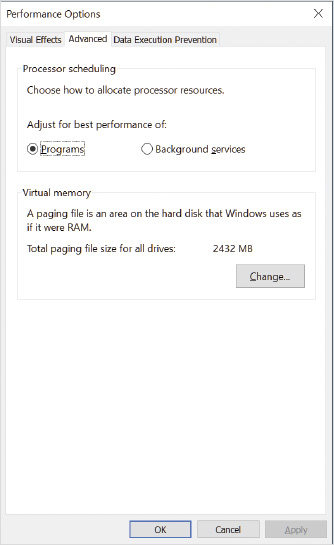 Performance Options
Visual Effects Advanced Data Execution Prevention
Processor scheduling
Choose how to allocate processor resources.
Adjust for best performance of:
Programs Background services
Virtual memory
A paging file is an area on the hard disk that Windows uses as
if it were RAM.
Total paging file size for all drives: 2432 MB
Change...
OK Cancel Apply